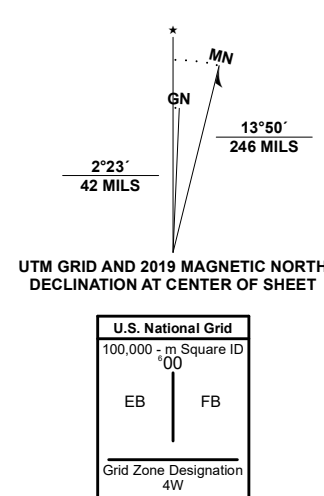 ★
MN
GN
13°50´
246 MILS
2°23´
42 MILS
UTM GRID AND 2019 MAGNETIC NORTH
DECLINATION AT CENTER OF SHEET
U.S. National Grid
100,000 - m Square ID
⁶00
EB FB
Grid Zone Designation
4W